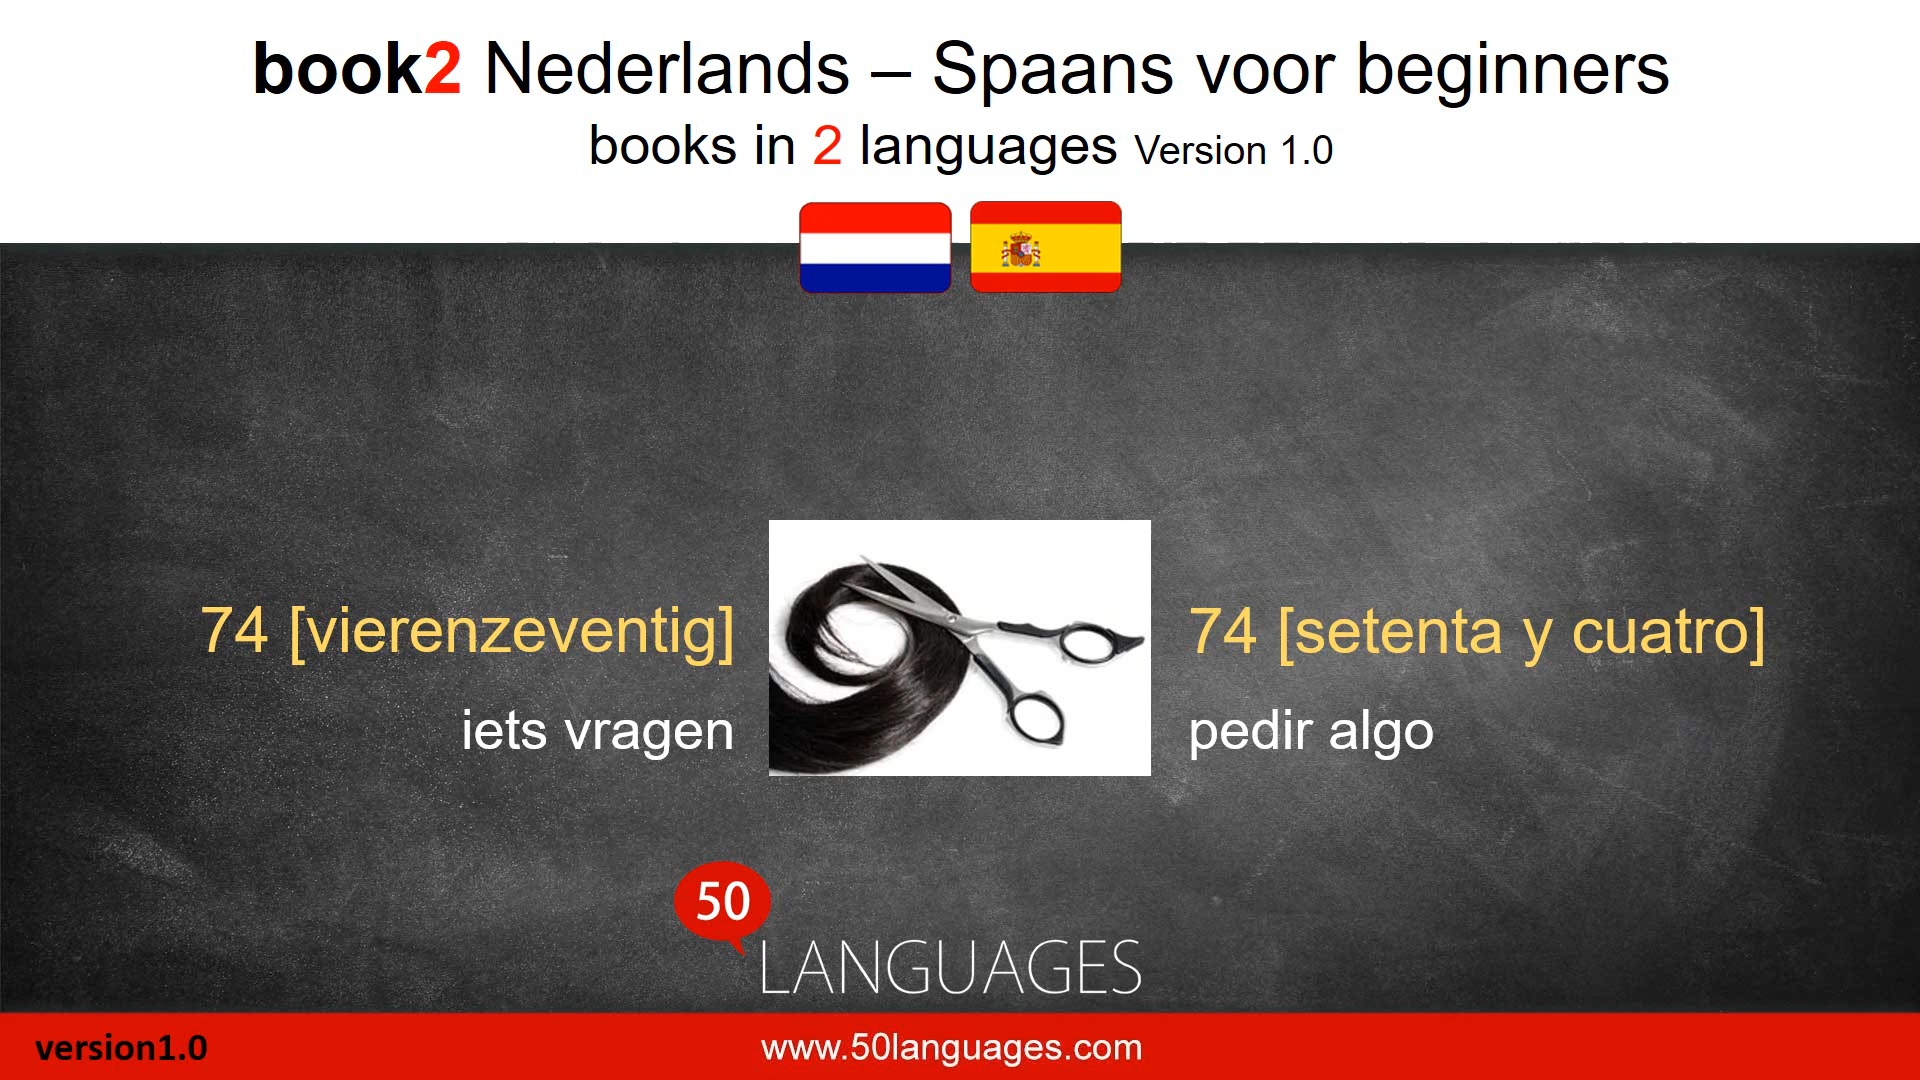 book2 Nederlands – Spaans voor beginners
books in 2 languages Version 1.0
74 [vierenzeventig]
iets vragen
74 [setenta y cuatro]
pedir algo
50
LANGUAGES
version1.0
www.50languages.com